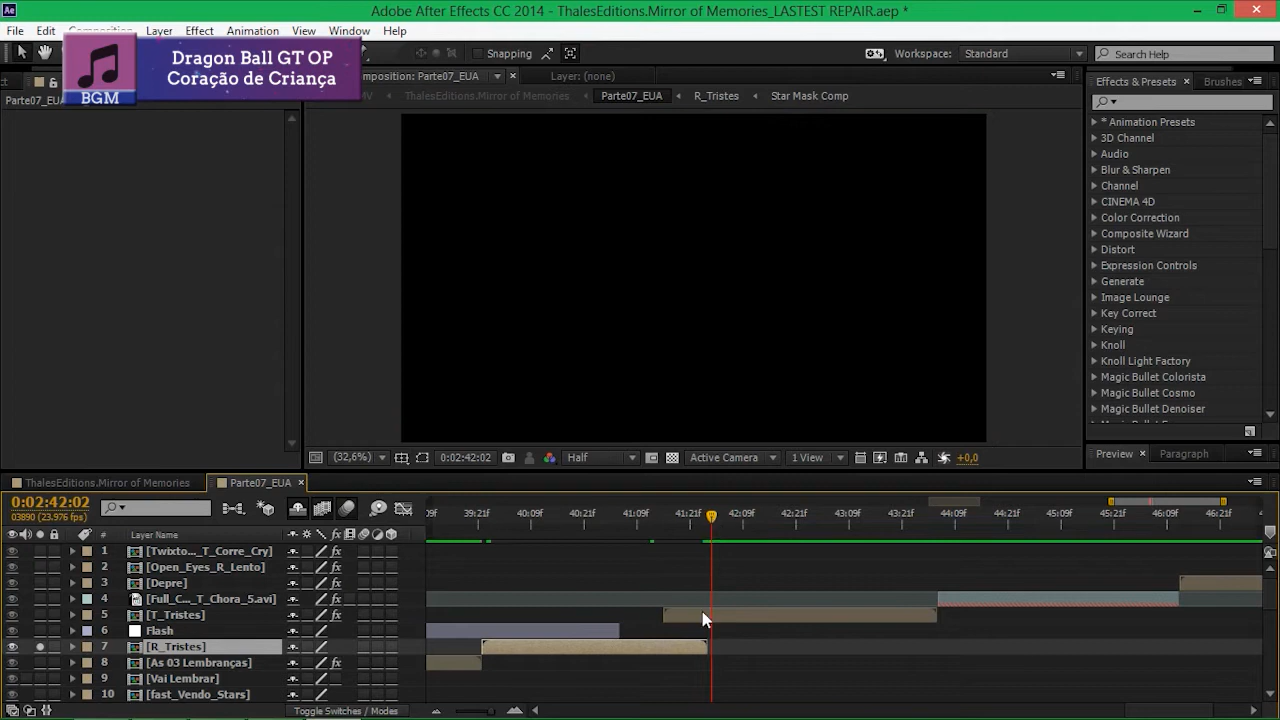 Adobe After Effects CC 2014 - ThalesEditions.Mirror of Memories_LASTEST REPAIR.aep *
File Edit Composition Layer Effect Animation View Window Help
Dragon Ball GT OP
Coração de Criança
BGM
Snapping
Workspace: Standard
Search Help
mposition: Parte07_EUA
Layer: (none)
Effects & Presets
Brushes
Parte07_EUA
ThalesEditions.Mirror of Memories
Parte07_EUA
R_Tristes
Star Mask Comp
* Animation Presets
3D Channel
Audio
Blur & Sharpen
Channel
CINEMA 4D
Color Correction
Composite Wizard
Distort
Expression Controls
Generate
Image Lounge
Key Correct
Keying
Knoll
Knoll Light Factory
Magic Bullet Colorista
Magic Bullet Cosmo
Magic Bullet Denoiser
Magic Bullet Frames
(32,6%)
0:02:42:02
Half
Active Camera
1 View
+0,0
Preview
Paragraph
ThalesEditions.Mirror of Memories
Parte07_EUA
0:02:42:02
03890 (23.976 fps)
09f 39:21f 40:09f 40:21f 41:09f 41:21f 42:09f 42:21f 43:09f 43:21f 44:09f 44:21f 45:09f 45:21f 46:09f 46:21f
# Layer Name
1 [Twixto..._T_Corre_Cry]
2 [Open_Eyes_R_Lento]
3 [Depre]
4 [Full_C..._T_Chora_5.avi]
5 [T_Tristes]
6 Flash
7 [R_Tristes]
8 [As 03 Lembranças]
9 [Vai Lembrar]
10 [fast_Vendo_Stars]
Toggle Switches / Modes